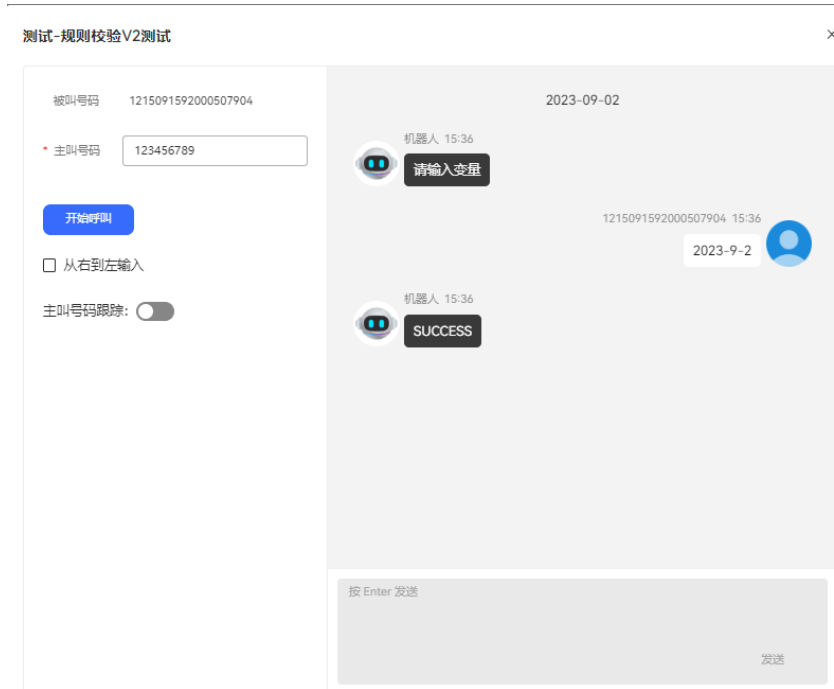 测试-规则校验V2测试
×
被叫号码 1215091592000507904
* 主叫号码 123456789
开始呼叫
从右到左输入
主叫号码跟踪:
2023-09-02
机器人 15:36
请输入变量
1215091592000507904 15:36
2023-9-2
机器人 15:36
SUCCESS
按 Enter 发送
发送